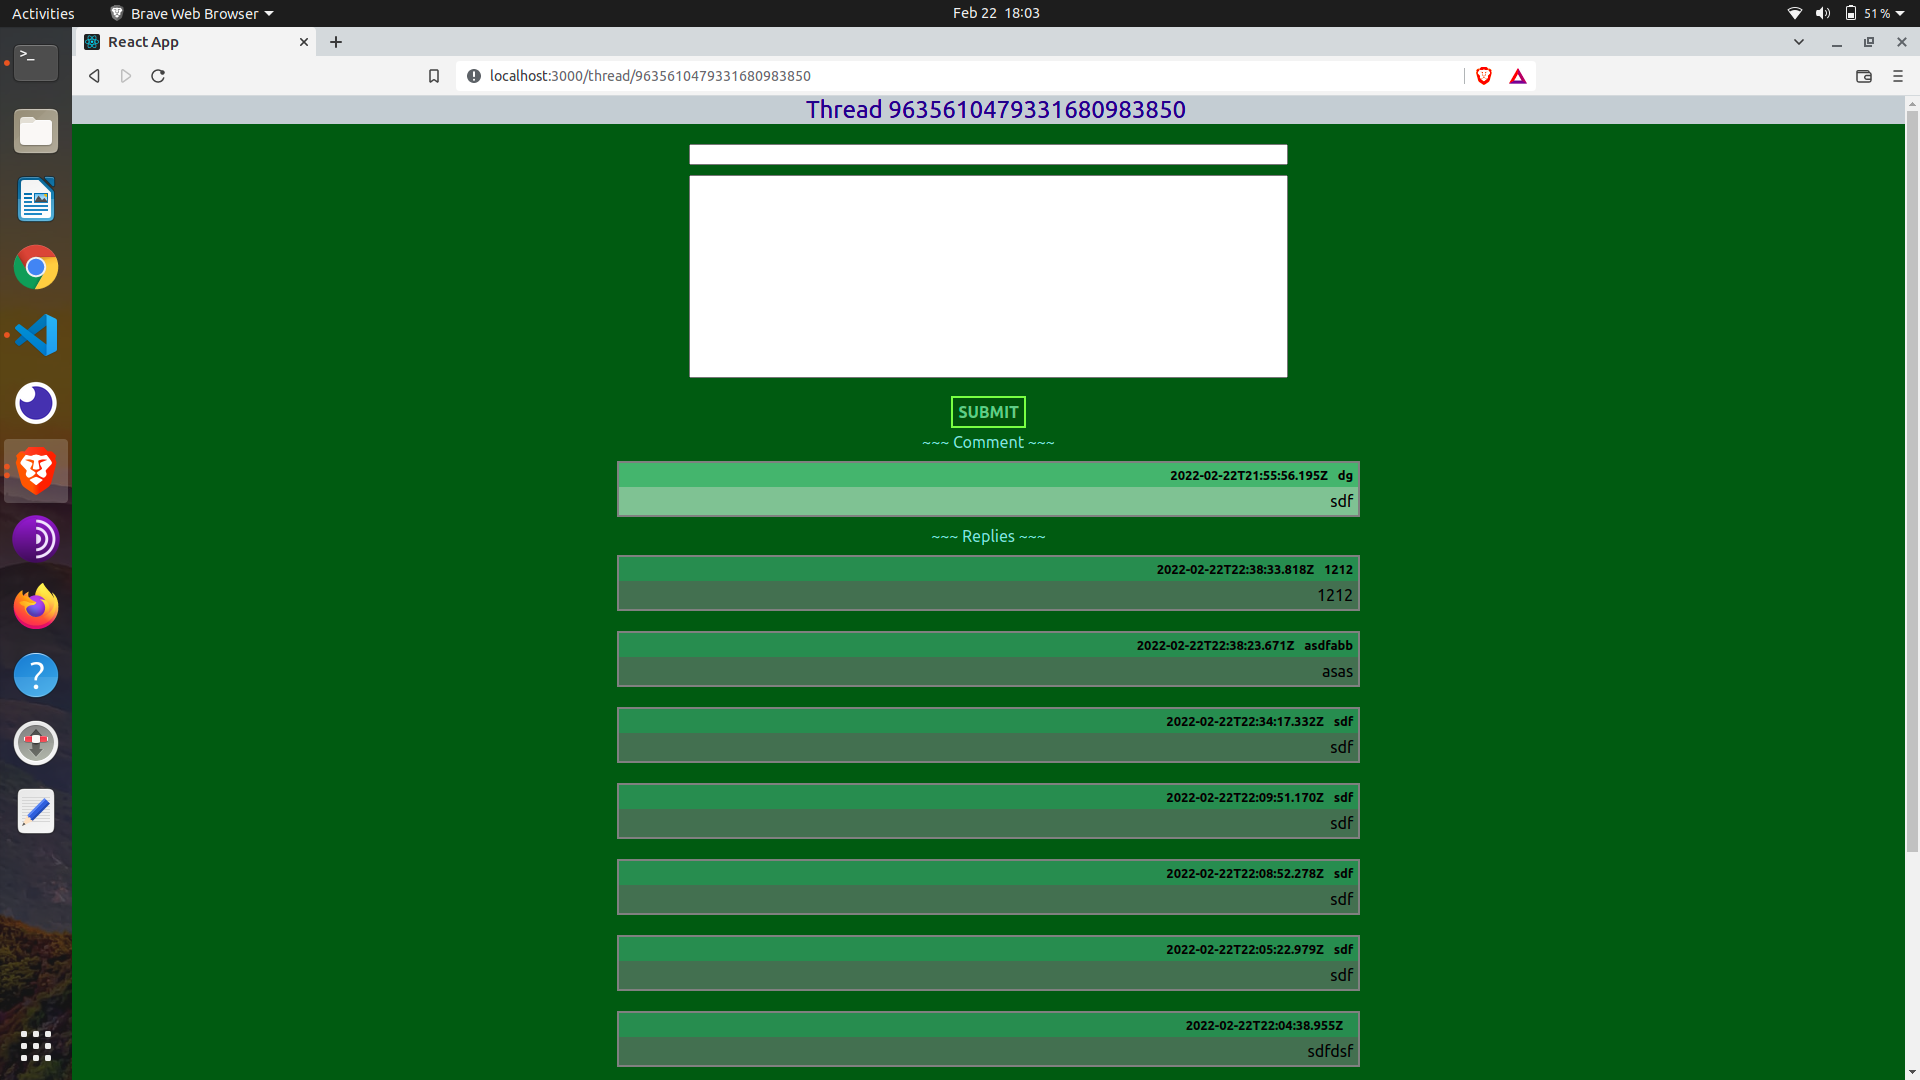 Activities Brave Web Browser Feb 22 18:03 51 %
React App
localhost:3000/thread/9635610479331680983850
Thread 9635610479331680983850
SUBMIT
~~~ Comment ~~~
2022-02-22T21:55:56.195Z dg
sdf
~~~ Replies ~~~
2022-02-22T22:38:33.818Z 1212
1212
2022-02-22T22:38:23.671Z asdfabb
asas
2022-02-22T22:34:17.332Z sdf
sdf
2022-02-22T22:09:51.170Z sdf
sdf
2022-02-22T22:08:52.278Z sdf
sdf
2022-02-22T22:05:22.979Z sdf
sdf
2022-02-22T22:04:38.955Z
sdfdsf